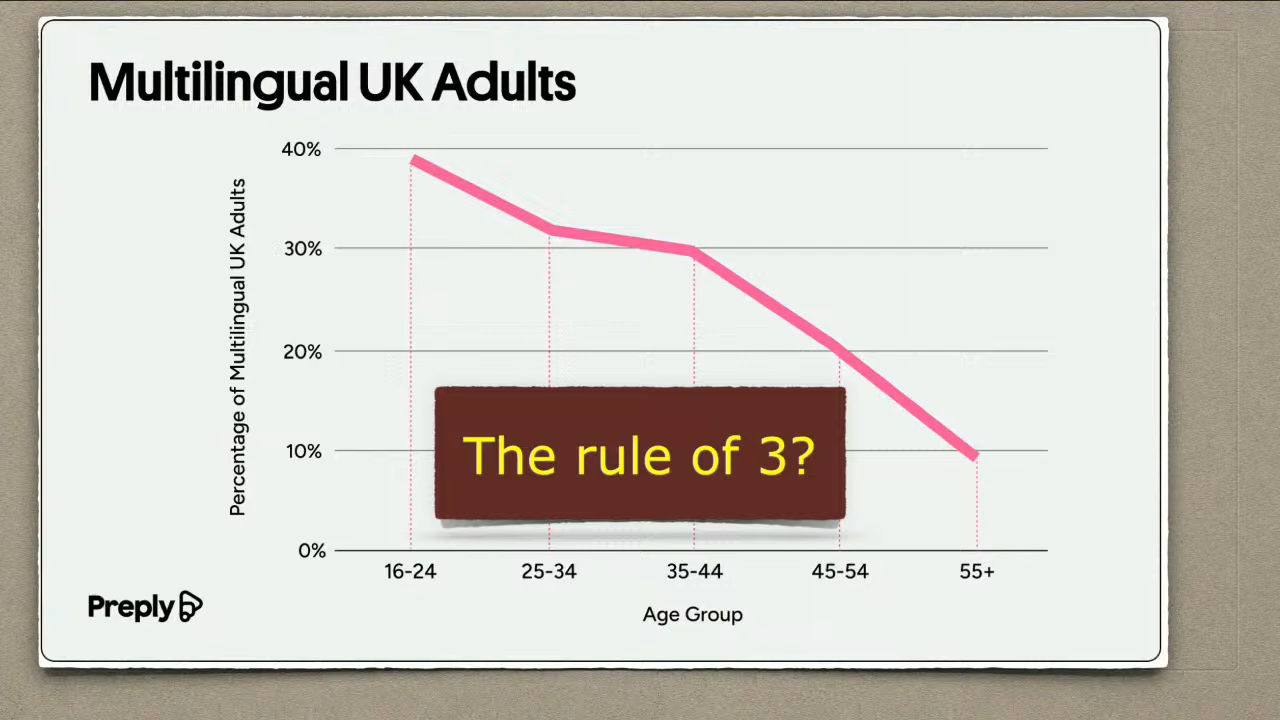 Multilingual UK Adults
Percentage of Multilingual UK Adults
40%
30%
20%
10%
0%
The rule of 3?
16-24 25-34 35-44 45-54 55+
Age Group
Preply